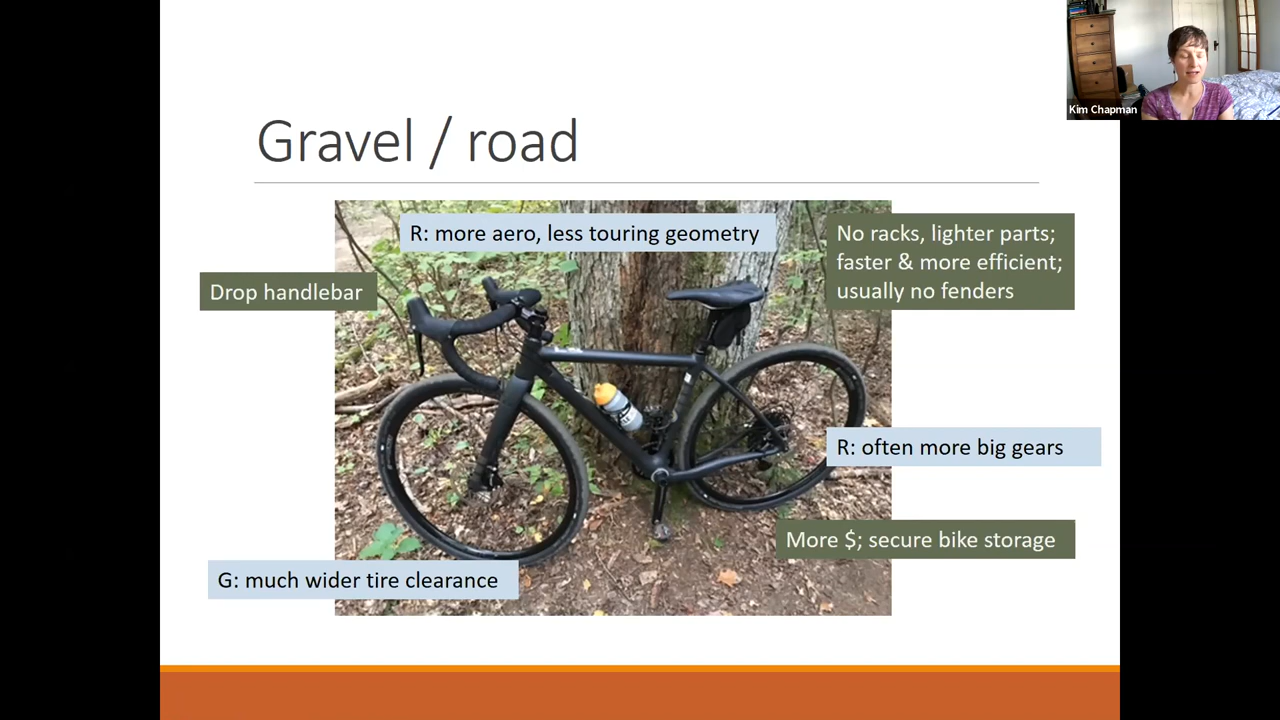 Kim Chapman
Gravel / road
R: more aero, less touring geometry
No racks, lighter parts;
faster & more efficient;
usually no fenders
Drop handlebar
R: often more big gears
More $; secure bike storage
G: much wider tire clearance